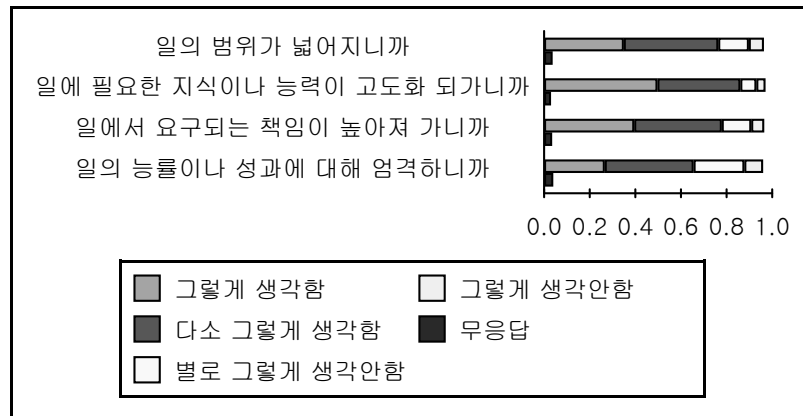 일의 범위가 넓어지니까
일에 필요한 지식이나 능력이 고도화 되가니까
일에서 요구되는 책임이 높아져 가니까
일의 능률이나 성과에 대해 엄격하니까
0.0 0.2 0.4 0.6 0.8 1.0
그렇게 생각함 그렇게 생각안함
다소 그렇게 생각함 무응답
별로 그렇게 생각안함